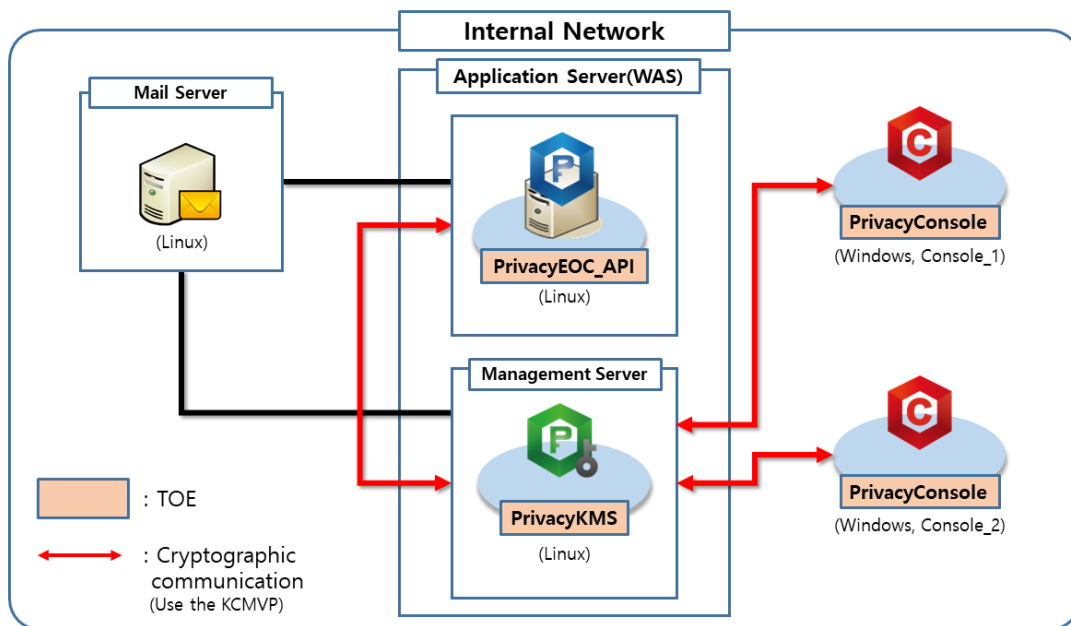 Internal Network
Mail Server
(Linux)
Application Server(WAS)
P
PrivacyEOC_API
(Linux)
Management Server
P
PrivacyKMS
(Linux)
C
PrivacyConsole
(Windows, Console_1)
C
PrivacyConsole
(Windows, Console_2)
: TOE
: Cryptographic
communication
(Use the KCMVP)